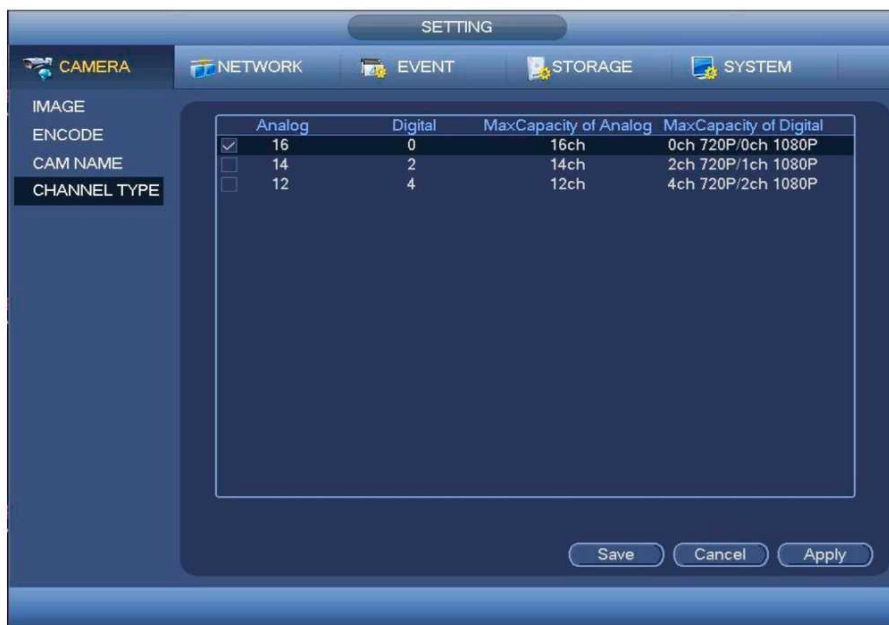 SETTING
CAMERA NETWORK EVENT STORAGE SYSTEM
IMAGE
ENCODE
CAM NAME
CHANNEL TYPE
Analog Digital MaxCapacity of Analog MaxCapacity of Digital
16 0 16ch 0ch 720P/0ch 1080P
14 2 14ch 2ch 720P/1ch 1080P
12 4 12ch 4ch 720P/2ch 1080P
Save Cancel Apply